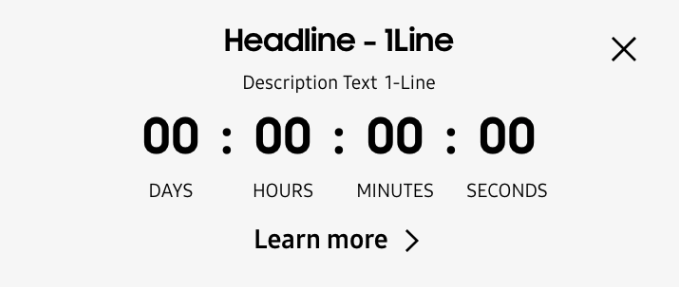 Headline - 1Line
Description Text 1-Line
00 : 00 : 00 : 00
DAYS HOURS MINUTES SECONDS
Learn more